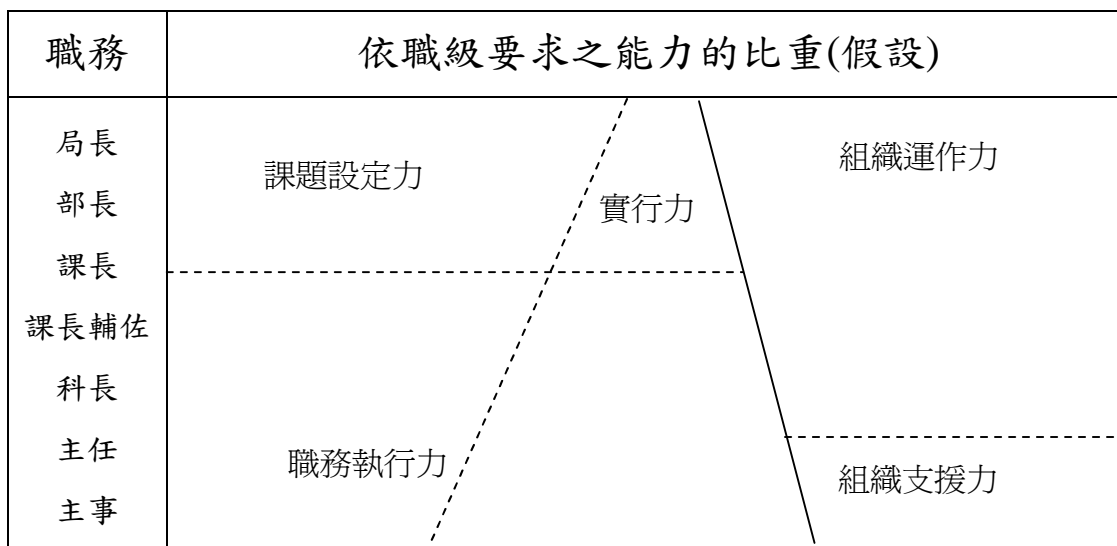 職務
依職級要求之能力的比重(假設)
局長
部長
課長
課長輔佐
科長
主任
主事
課題設定力
實行力
組織運作力
職務執行力
組織支援力